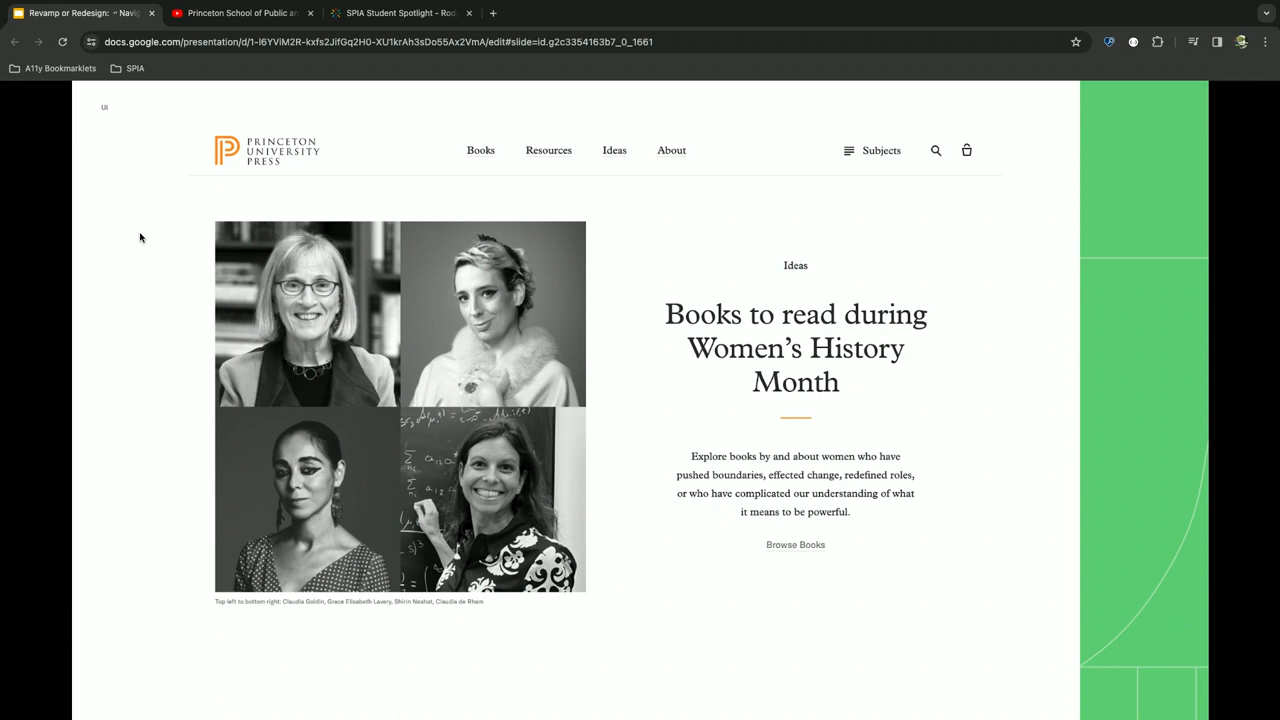 Revamp or Redesign: - Navig
Princeton School of Public an
SPIA Student Spotlight - Rod
docs.google.com/presentation/d/1-I6YViM2R-kxfs2JifGq2H0-XU1krAh3sDo55Ax2VmA/edit#slide=id.g2c3354163b7_0_1661
A11y Bookmarklets
SPIA
UI
PRINCETON
UNIVERSITY
PRESS
Books
Resources
Ideas
About
Subjects
Ideas
Books to read during
Women's History
Month
Explore books by and about women who have
pushed boundaries, effected change, redefined roles,
or who have complicated our understanding of what
it means to be powerful.
Browse Books
Top left to bottom right: Claudia Goldin, Grace Elisabeth Lavery, Shirin Neshat, Claudia de Rham